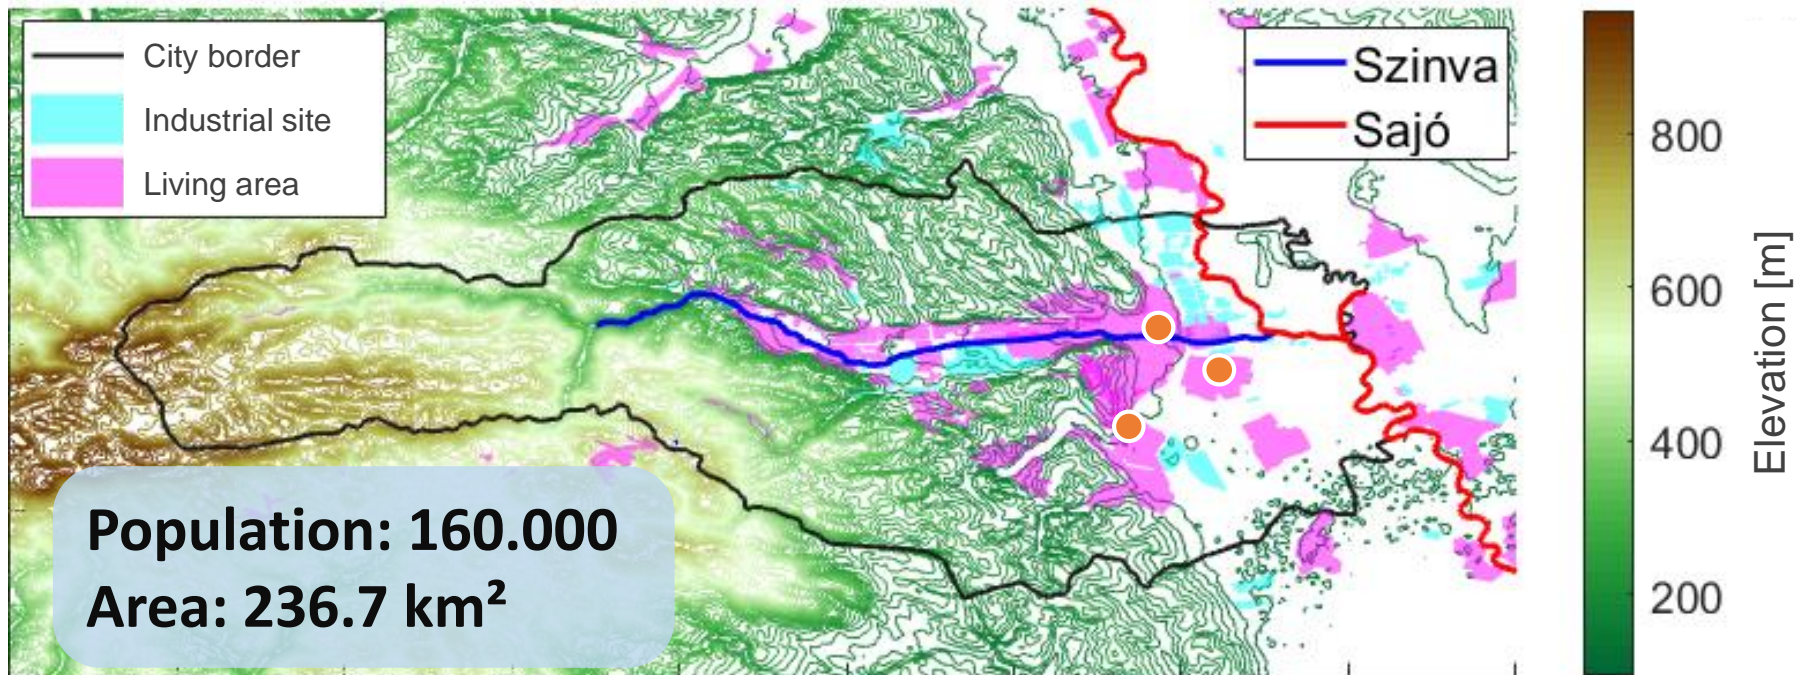 City border
Industrial site
Living area
Szinva
Sajó
800
600
400
200
Elevation [m]
Population: 160.000
Area: 236.7 km²